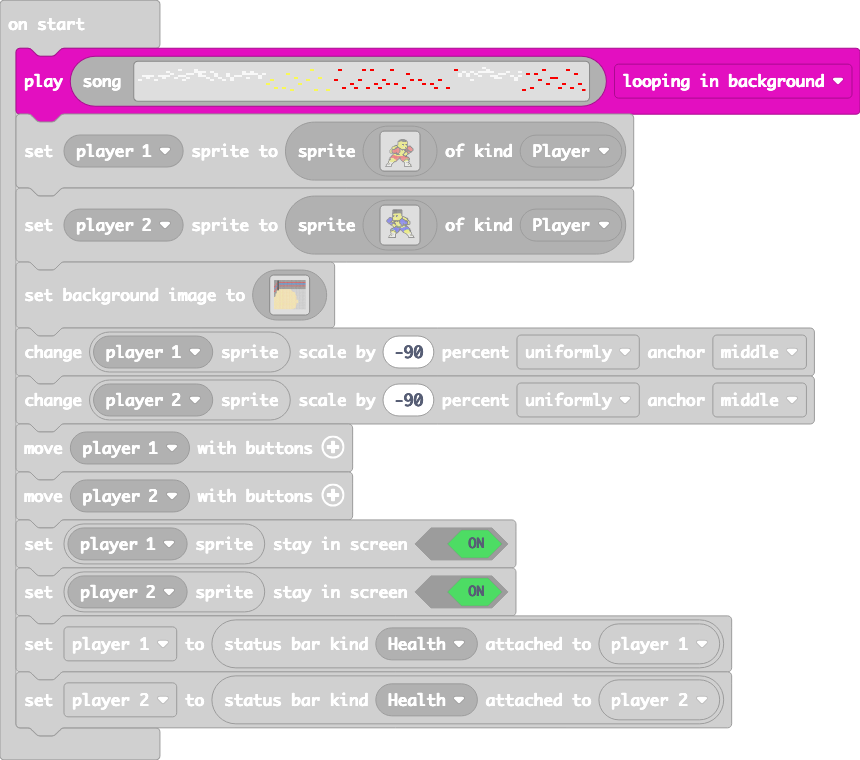 on start
play song looping in background
set player 1 sprite to sprite of kind Player
set player 2 sprite to sprite of kind Player
set background image to
change player 1 sprite scale by -90 percent uniformly anchor middle
change player 2 sprite scale by -90 percent uniformly anchor middle
move player 1 with buttons
move player 2 with buttons
set player 1 sprite stay in screen ON
set player 2 sprite stay in screen ON
set player 1 to status bar kind Health attached to player 1
set player 2 to status bar kind Health attached to player 2